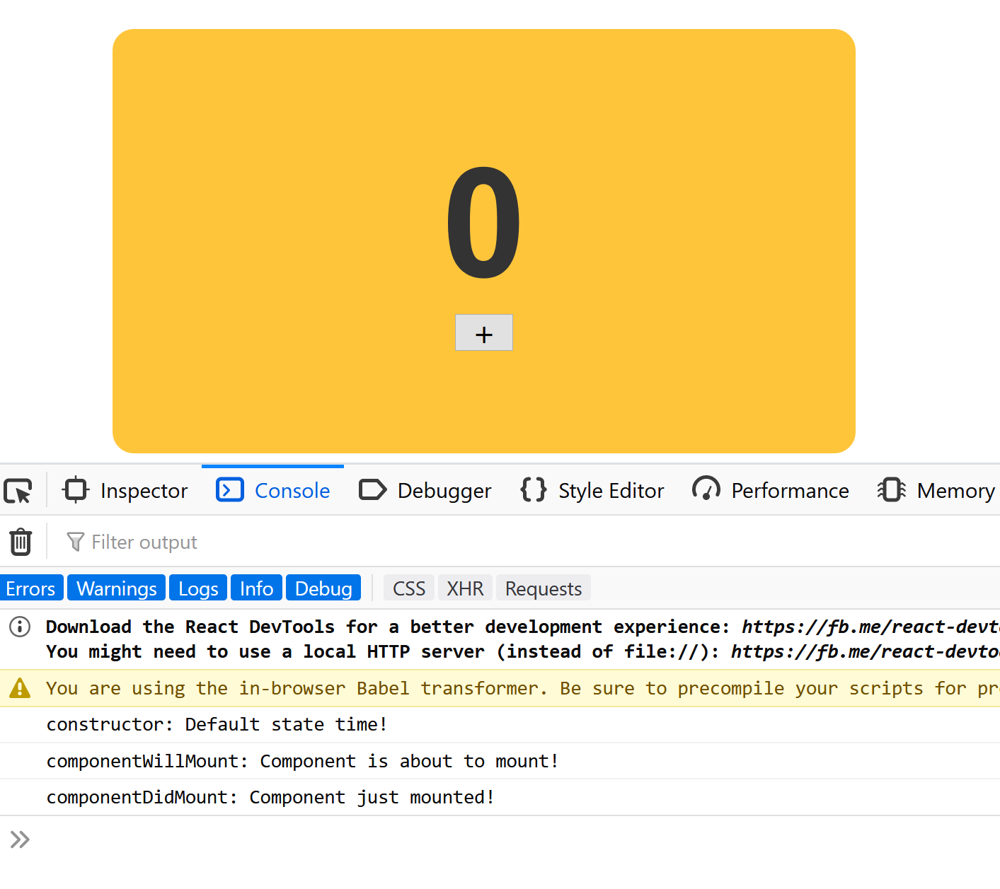 0
+
Inspector Console Debugger Style Editor Performance Memory
Filter output
Errors Warnings Logs Info Debug CSS XHR Requests
Download the React DevTools for a better development experience: https://fb.me/react-devt
You might need to use a local HTTP server (instead of file://): https://fb.me/react-devto
You are using the in-browser Babel transformer. Be sure to precompile your scripts for pr
constructor: Default state time!
componentWillMount: Component is about to mount!
componentDidMount: Component just mounted!